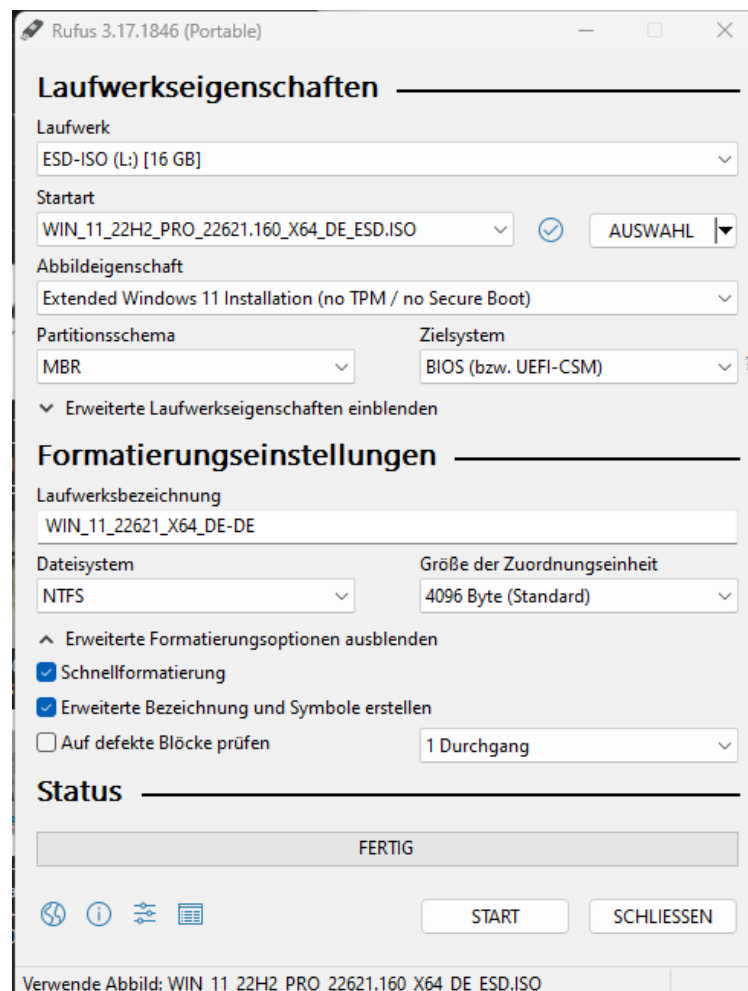 Rufus 3.17.1846 (Portable)
Laufwerkseigenschaften
Laufwerk
ESD-ISO (L:) [16 GB]
Startart
WIN_11_22H2_PRO_22621.160_X64_DE_ESD.ISO
AUSWAHL
Abbildeigenschaft
Extended Windows 11 Installation (no TPM / no Secure Boot)
Partitionsschema Zielsystem
MBR BIOS (bzw. UEFI-CSM)
Erweiterte Laufwerkseigenschaften einblenden
Formatierungseinstellungen
Laufwerksbezeichnung
WIN_11_22621_X64_DE-DE
Dateisystem Größe der Zuordnungseinheit
NTFS 4096 Byte (Standard)
Erweiterte Formatierungsoptionen ausblenden
Schnellformatierung
Erweiterte Bezeichnung und Symbole erstellen
Auf defekte Blöcke prüfen 1 Durchgang
Status
FERTIG
START SCHLIESSEN
Verwende Abbild: WIN_11_22H2_PRO_22621.160_X64_DE_ESD.ISO